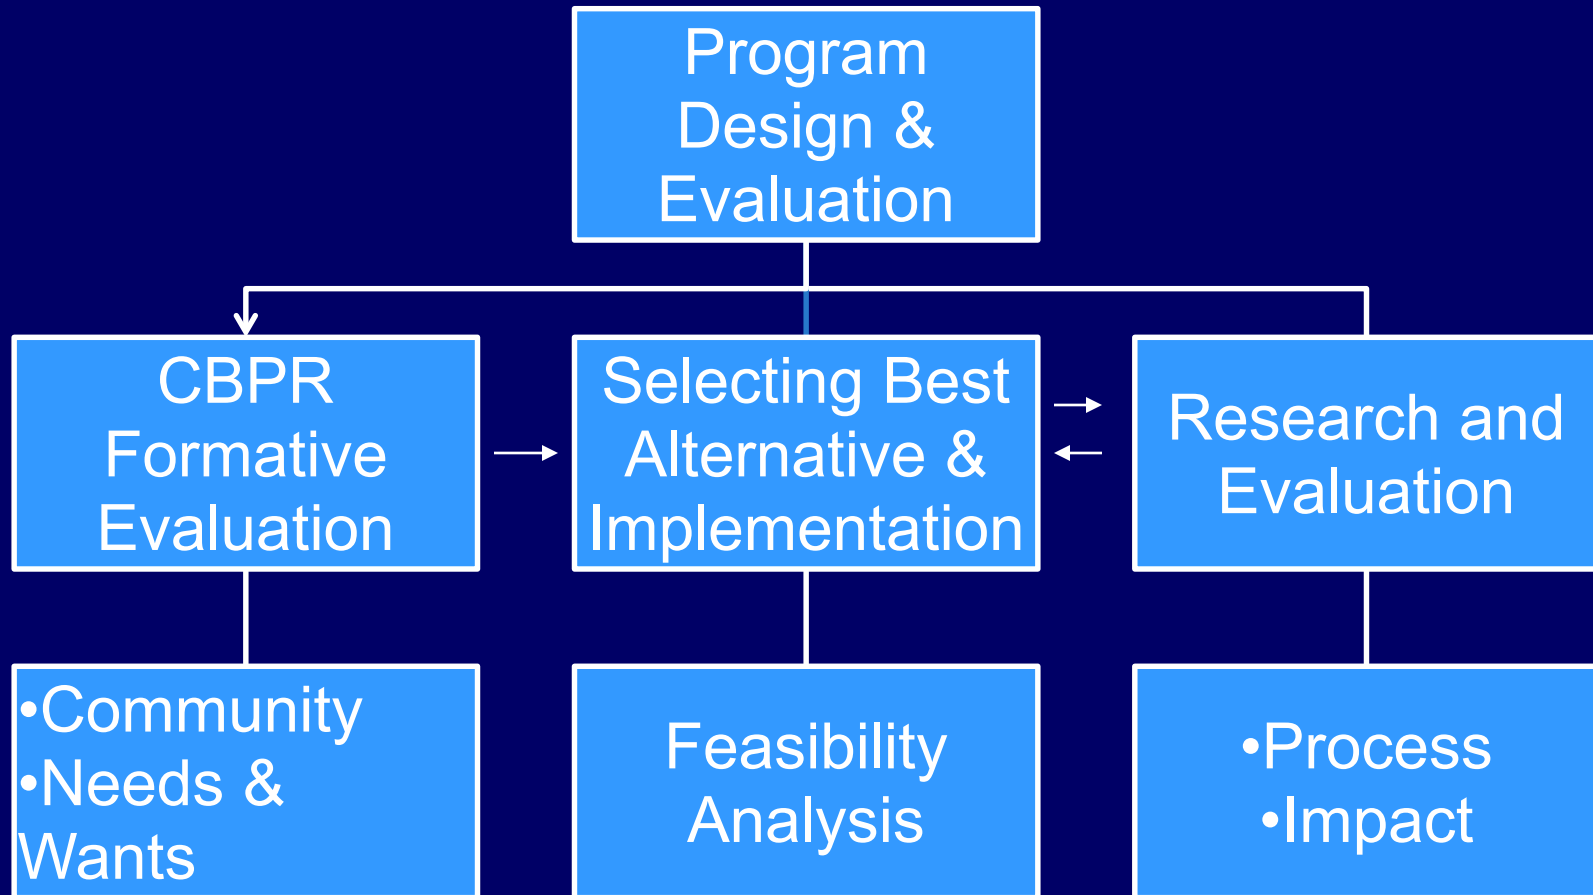 Program
Design &
Evaluation
CBPR
Formative
Evaluation
Selecting Best
Alternative &
Implementation
Research and
Evaluation
•Community
•Needs &
Wants
Feasibility
Analysis
•Process
•Impact